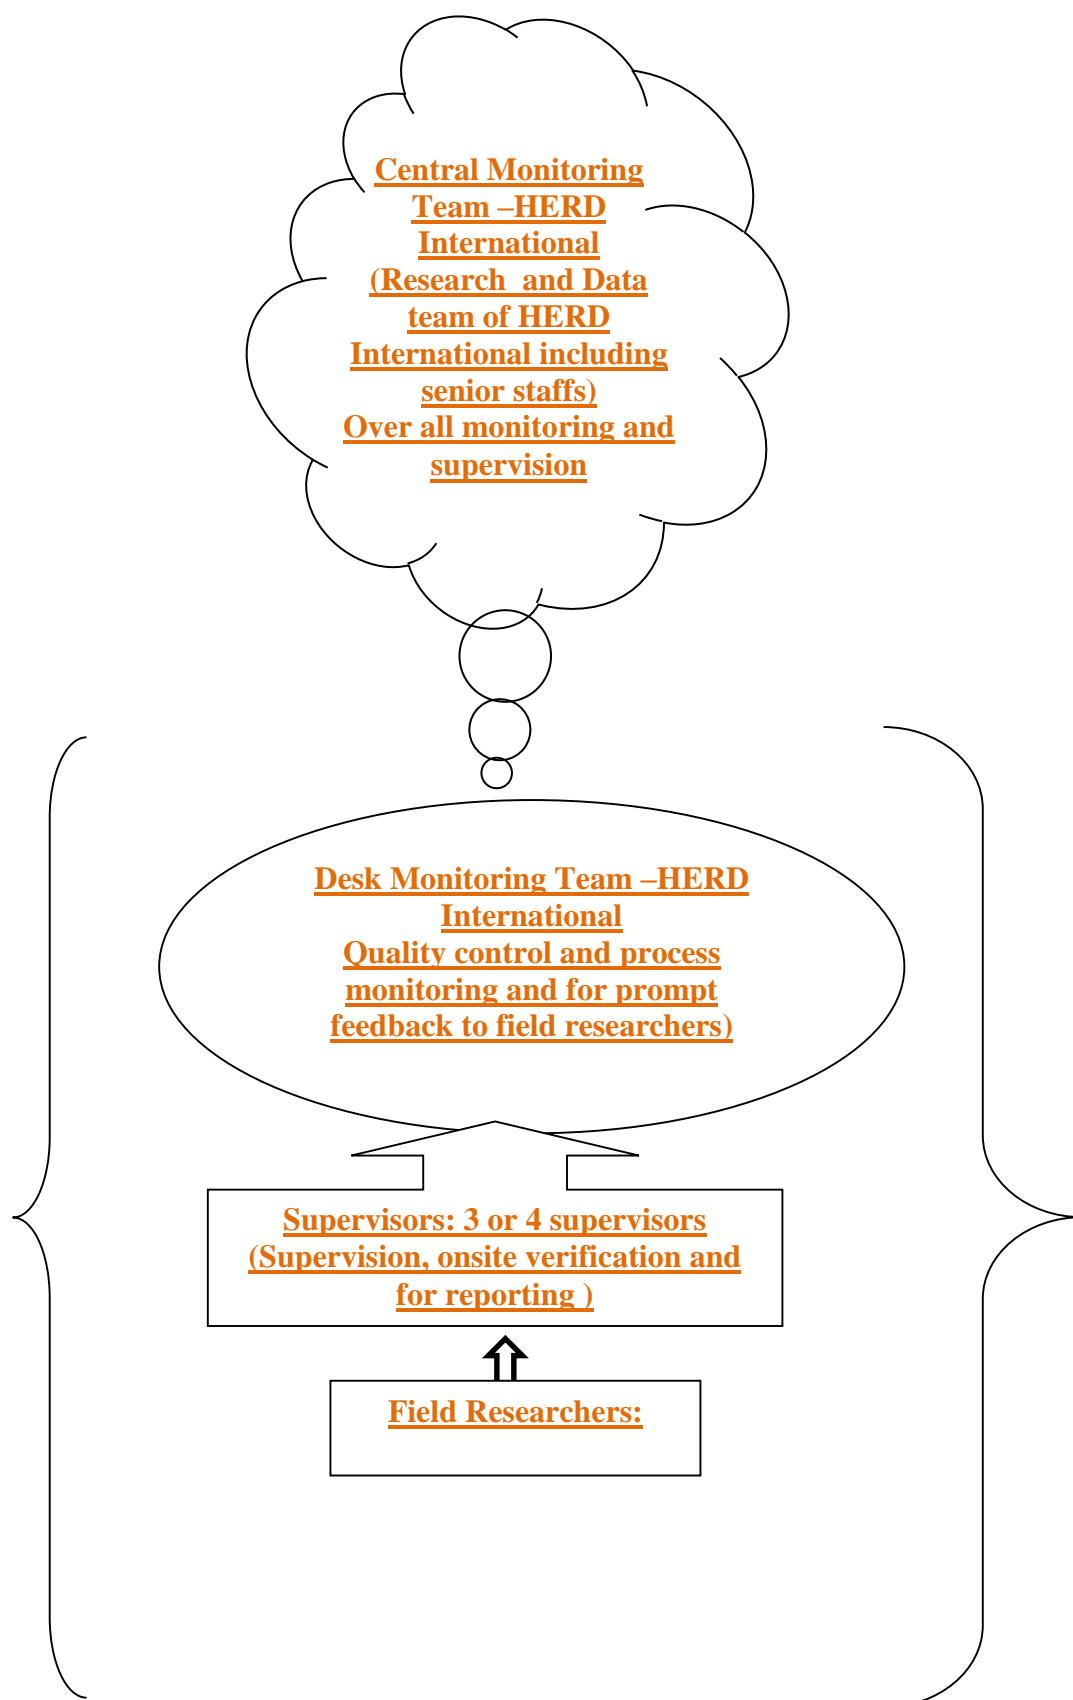 Central Monitoring
Team –HERD
International
(Research  and Data
team of HERD
International including
senior staffs)
Over all monitoring and
supervision
Desk Monitoring Team –HERD
International
Quality control and process
monitoring and for prompt
feedback to field researchers)
Supervisors: 3 or 4 supervisors
(Supervision, onsite verification and
for reporting )
Field Researchers: